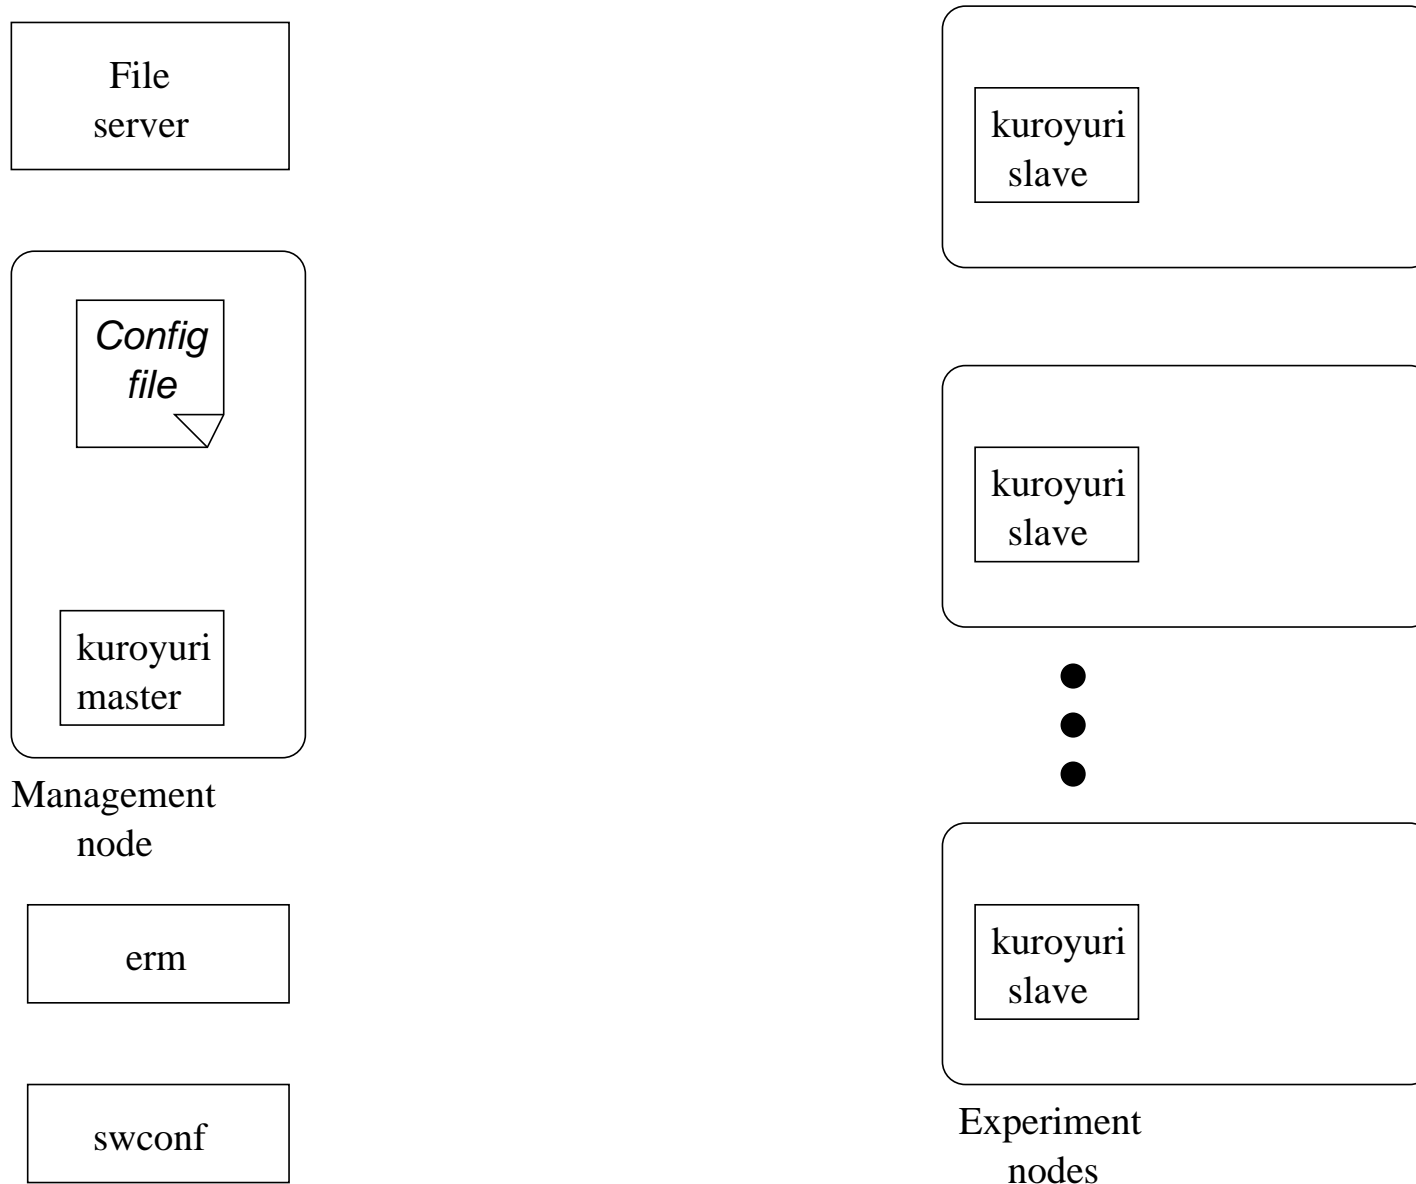 File
server
Config
file
kuroyuri
master
Management
node
erm
swconf
kuroyuri
slave
kuroyuri
slave
kuroyuri
slave
Experiment
nodes